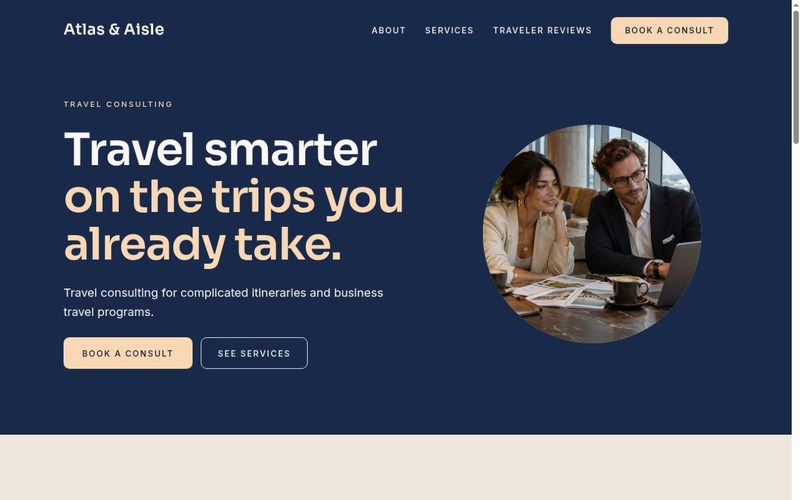 Atlas & Aisle
ABOUT
SERVICES
TRAVELER REVIEWS
BOOK A CONSULT
TRAVEL CONSULTING
Travel smarter
on the trips you
already take.
Travel consulting for complicated itineraries and business
travel programs.
BOOK A CONSULT
SEE SERVICES